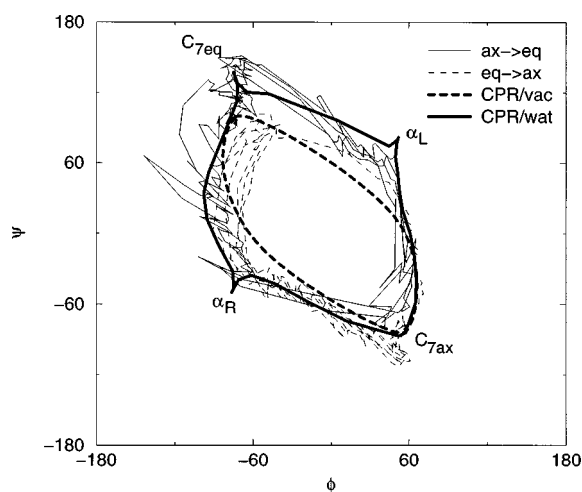 180
C7eq
ax->eq
eq->ax
CPR/vac
CPR/wat
αL
60
ψ
−60
αR
C7ax
−180
−180
−60
60
180
ϕ